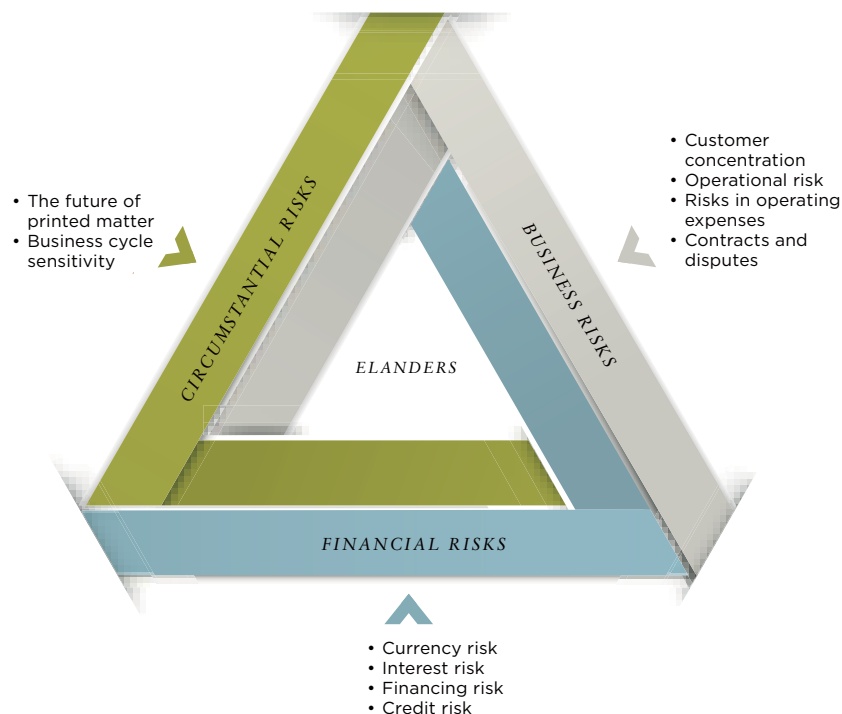 • Customer
concentration
• Operational risk
• Risks in operating
expenses
• Contracts and
disputes
• The future of
printed matter
• Business cycle
sensitivity
CIRCUMSTANTIAL RISKS
BUSINESS RISKS
ELANDERS
FINANCIAL RISKS
• Currency risk
• Interest risk
• Financing risk
• Credit risk